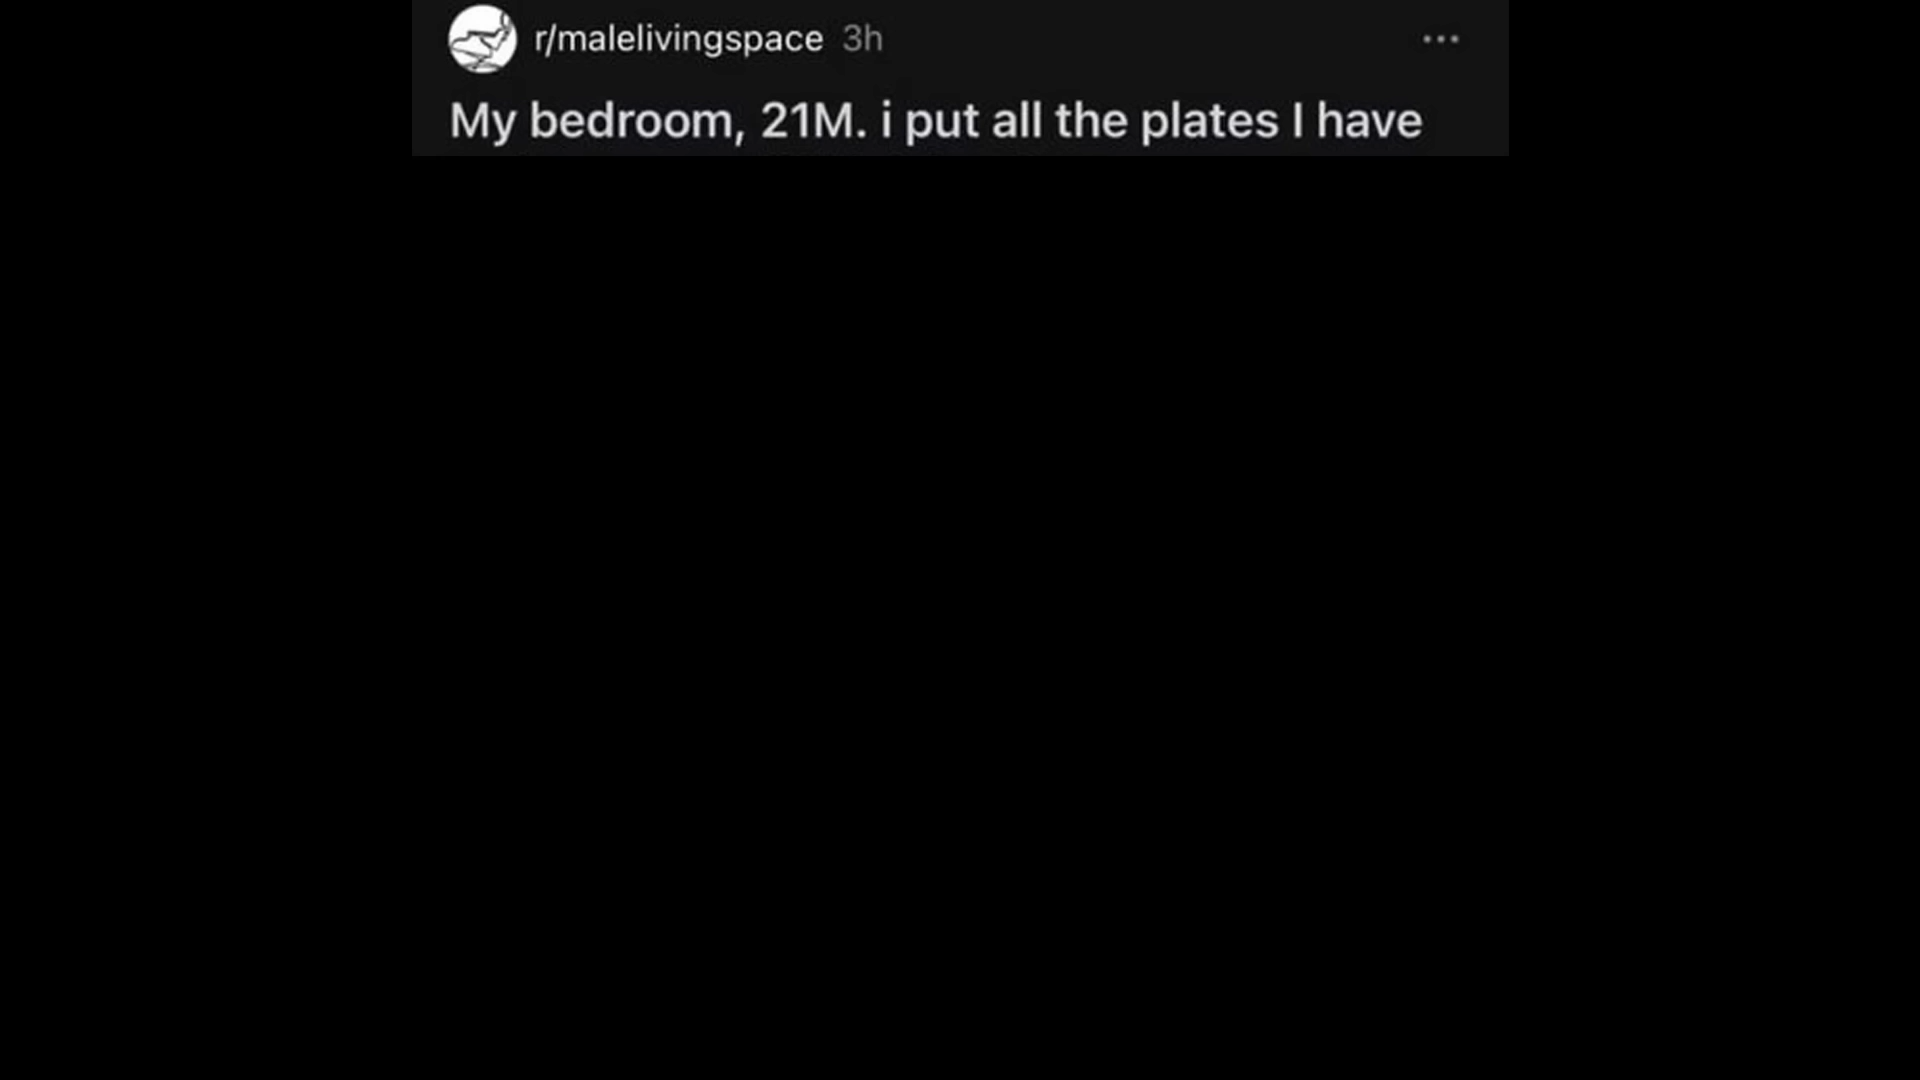 r/malelivingspace 3h
My bedroom, 21M. i put all the plates I have